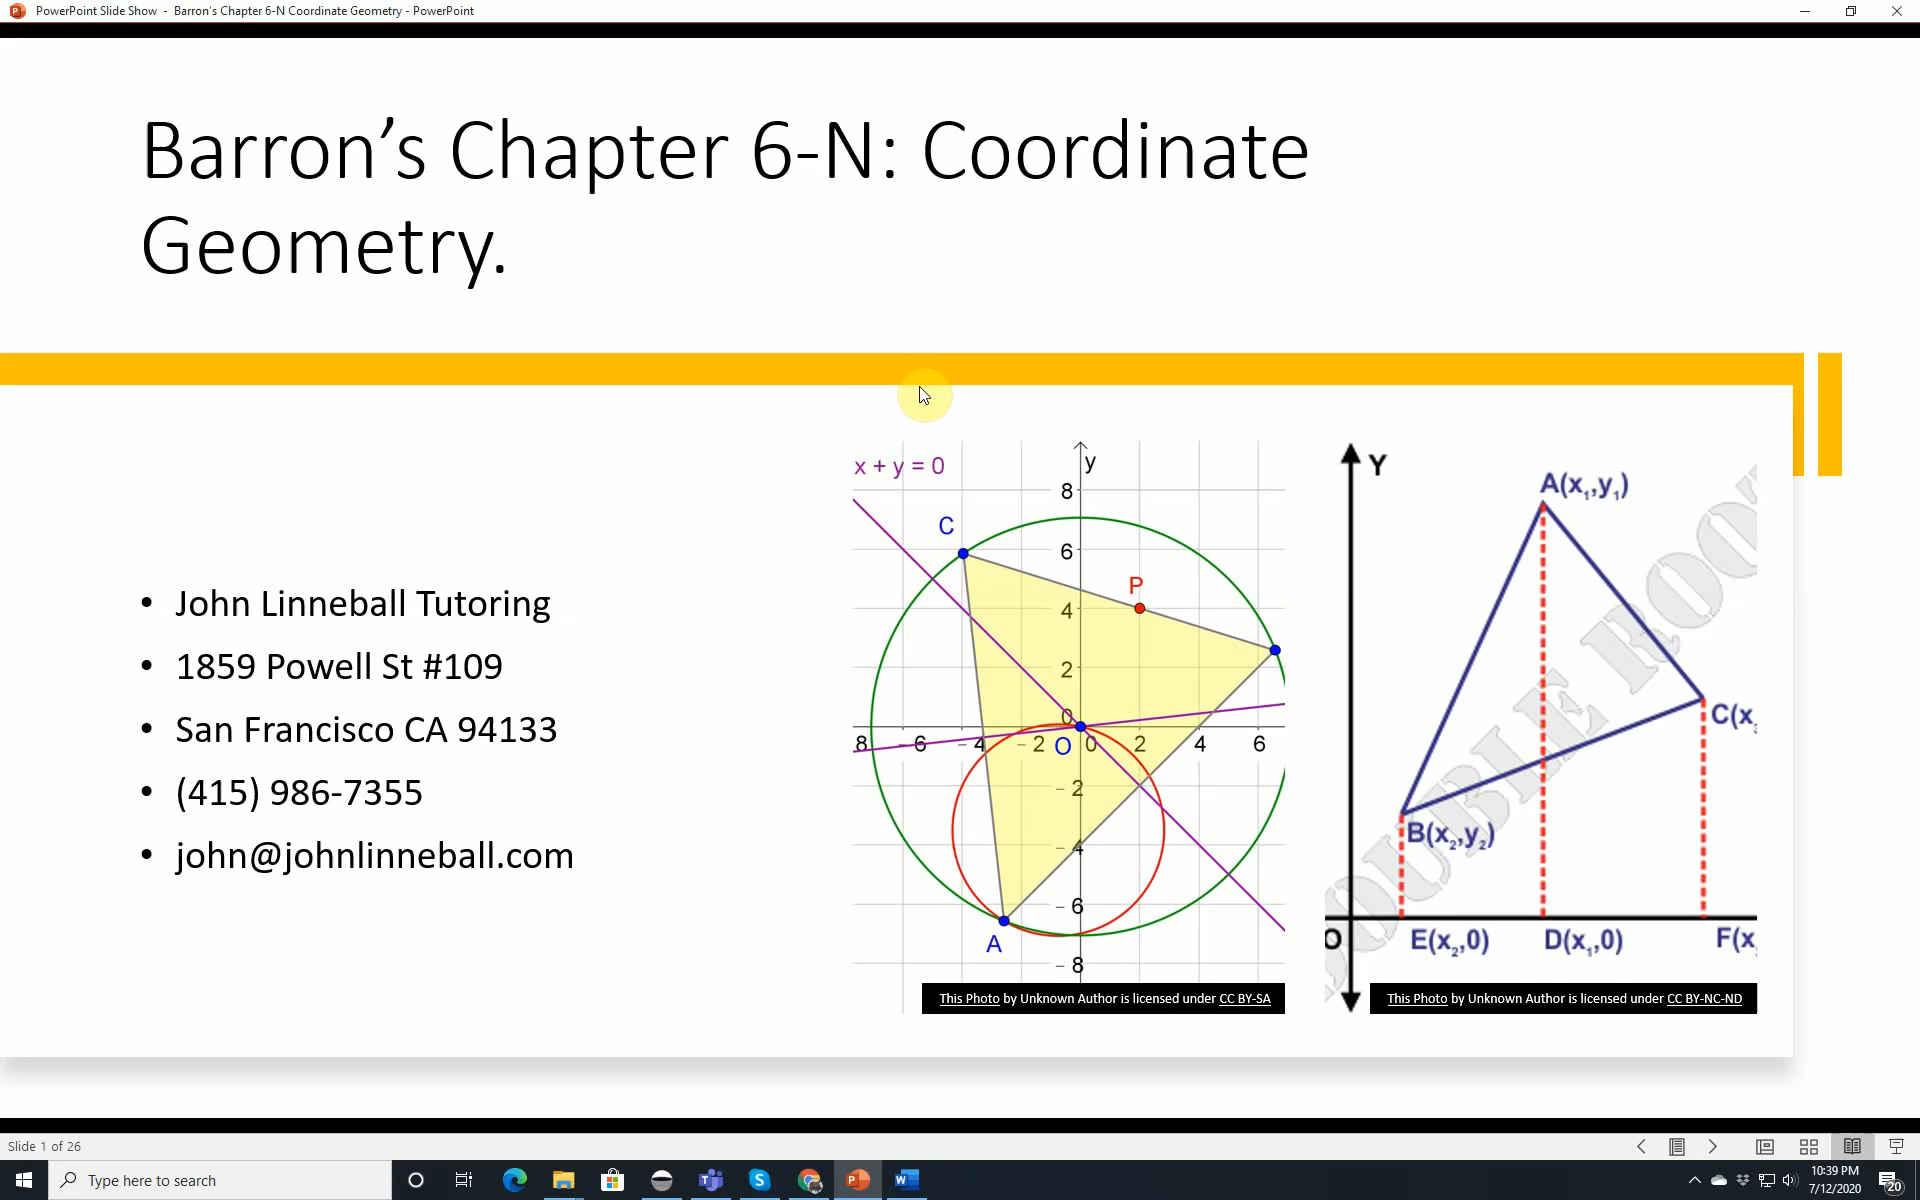 PowerPoint Slide Show - Barron's Chapter 6-N Coordinate Geometry - PowerPoint
Barron’s Chapter 6-N: Coordinate
Geometry.
• John Linneball Tutoring
• 1859 Powell St #109
• San Francisco CA 94133
• (415) 986-7355
• john@johnlinneball.com
x + y = 0
y
8
C
6
P
4
2
0
8 -6 -4 -2 O 0 2 4 6
-2
-4
-6
A
-8
This Photo by Unknown Author is licensed under CC BY-SA
Y
A(x₁,y₁)
C(x
B(x₂,y₂)
O E(x₂,0) D(x₁,0) F(x
OUBLE ROO
This Photo by Unknown Author is licensed under CC BY-NC-ND
Slide 1 of 26
Type here to search
10:39 PM
7/12/2020
20